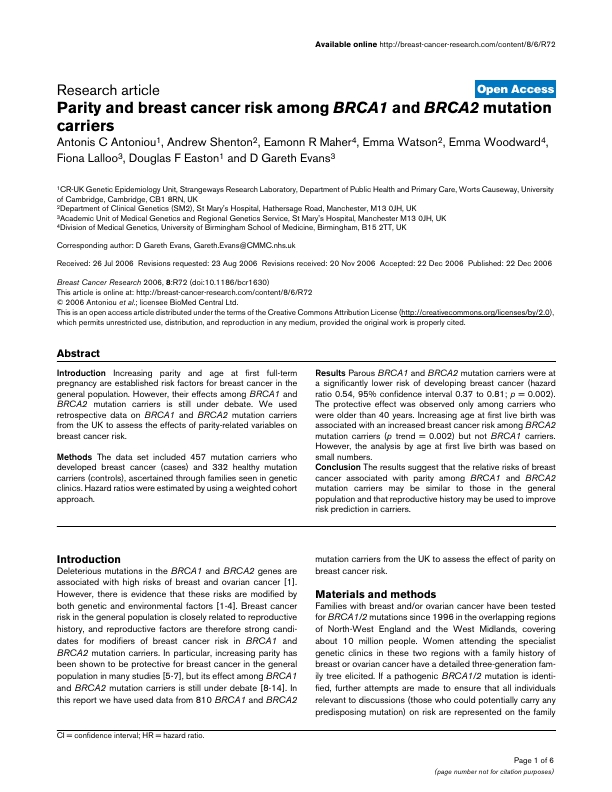 Available online http://breast-cancer-research.com/content/8/6/R72
Research article
Open Access
Parity and breast cancer risk among BRCA1 and BRCA2 mutation
carriers
Antonis C Antoniou1, Andrew Shenton2, Eamonn R Maher4, Emma Watson2, Emma Woodward4,
Fiona Lalloo3, Douglas F Easton1 and D Gareth Evans3
1CR-UK Genetic Epidemiology Unit, Strangeways Research Laboratory, Department of Public Health and Primary Care, Worts Causeway, University
of Cambridge, Cambridge, CB1 8RN, UK
2Department of Clinical Genetics (SM2), St Mary's Hospital, Hathersage Road, Manchester, M13 0JH, UK
3Academic Unit of Medical Genetics and Regional Genetics Service, St Mary's Hospital, Manchester M13 0JH, UK
4Division of Medical Genetics, University of Birmingham School of Medicine, Birmingham, B15 2TT, UK
Corresponding author: D Gareth Evans, Gareth.Evans@CMMC.nhs.uk
Received: 26 Jul 2006 Revisions requested: 23 Aug 2006 Revisions received: 20 Nov 2006 Accepted: 22 Dec 2006 Published: 22 Dec 2006
Breast Cancer Research 2006, 8:R72 (doi:10.1186/bcr1630)
This article is online at: http://breast-cancer-research.com/content/8/6/R72
© 2006 Antoniou et al.; licensee BioMed Central Ltd.
This is an open access article distributed under the terms of the Creative Commons Attribution License (http://creativecommons.org/licenses/by/2.0),
which permits unrestricted use, distribution, and reproduction in any medium, provided the original work is properly cited.
Abstract
Introduction Increasing parity and age at first full-term
pregnancy are established risk factors for breast cancer in the
general population. However, their effects among BRCA1 and
BRCA2 mutation carriers is still under debate. We used
retrospective data on BRCA1 and BRCA2 mutation carriers
from the UK to assess the effects of parity-related variables on
breast cancer risk.
Methods The data set included 457 mutation carriers who
developed breast cancer (cases) and 332 healthy mutation
carriers (controls), ascertained through families seen in genetic
clinics. Hazard ratios were estimated by using a weighted cohort
approach.
Results Parous BRCA1 and BRCA2 mutation carriers were at
a significantly lower risk of developing breast cancer (hazard
ratio 0.54, 95% confidence interval 0.37 to 0.81; p = 0.002).
The protective effect was observed only among carriers who
were older than 40 years. Increasing age at first live birth was
associated with an increased breast cancer risk among BRCA2
mutation carriers (p trend = 0.002) but not BRCA1 carriers.
However, the analysis by age at first live birth was based on
small numbers.
Conclusion The results suggest that the relative risks of breast
cancer associated with parity among BRCA1 and BRCA2
mutation carriers may be similar to those in the general
population and that reproductive history may be used to improve
risk prediction in carriers.
Introduction
Deleterious mutations in the BRCA1 and BRCA2 genes are
associated with high risks of breast and ovarian cancer [1].
However, there is evidence that these risks are modified by
both genetic and environmental factors [1-4]. Breast cancer
risk in the general population is closely related to reproductive
history, and reproductive factors are therefore strong candi-
dates for modifiers of breast cancer risk in BRCA1 and
BRCA2 mutation carriers. In particular, increasing parity has
been shown to be protective for breast cancer in the general
population in many studies [5-7], but its effect among BRCA1
and BRCA2 mutation carriers is still under debate [8-14]. In
this report we have used data from 810 BRCA1 and BRCA2
mutation carriers from the UK to assess the effect of parity on
breast cancer risk.
Materials and methods
Families with breast and/or ovarian cancer have been tested
for BRCA1/2 mutations since 1996 in the overlapping regions
of North-West England and the West Midlands, covering
about 10 million people. Women attending the specialist
genetic clinics in these two regions with a family history of
breast or ovarian cancer have a detailed three-generation fam-
ily tree elicited. If a pathogenic BRCA1/2 mutation is identi-
fied, further attempts are made to ensure that all individuals
relevant to discussions (those who could potentially carry any
predisposing mutation) on risk are represented on the family
CI = confidence interval; HR = hazard ratio.
Page 1 of 6
(page number not for citation purposes)